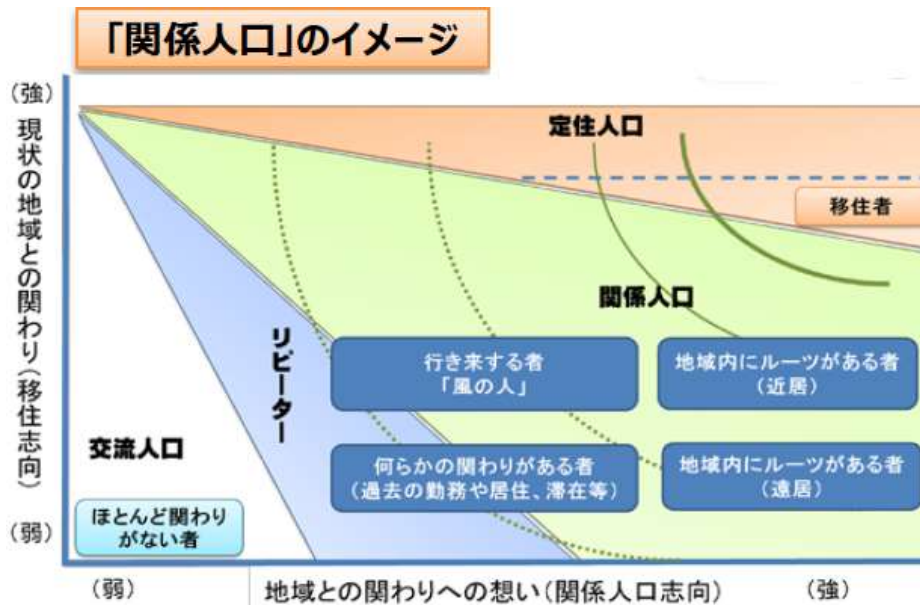 「関係人口」のイメージ
(強)
現状の地域との関わり(移住志向)
(弱)
定住人口
移住者
関係人口
リピーター
行き来する者
「風の人」
地域内にルーツがある者
(近居)
交流人口
何らかの関わりがある者
(過去の勤務や居住、滞在等)
地域内にルーツがある者
(遠居)
ほとんど関わり
がない者
(弱)
地域との関わりへの想い(関係人口志向)
(強)